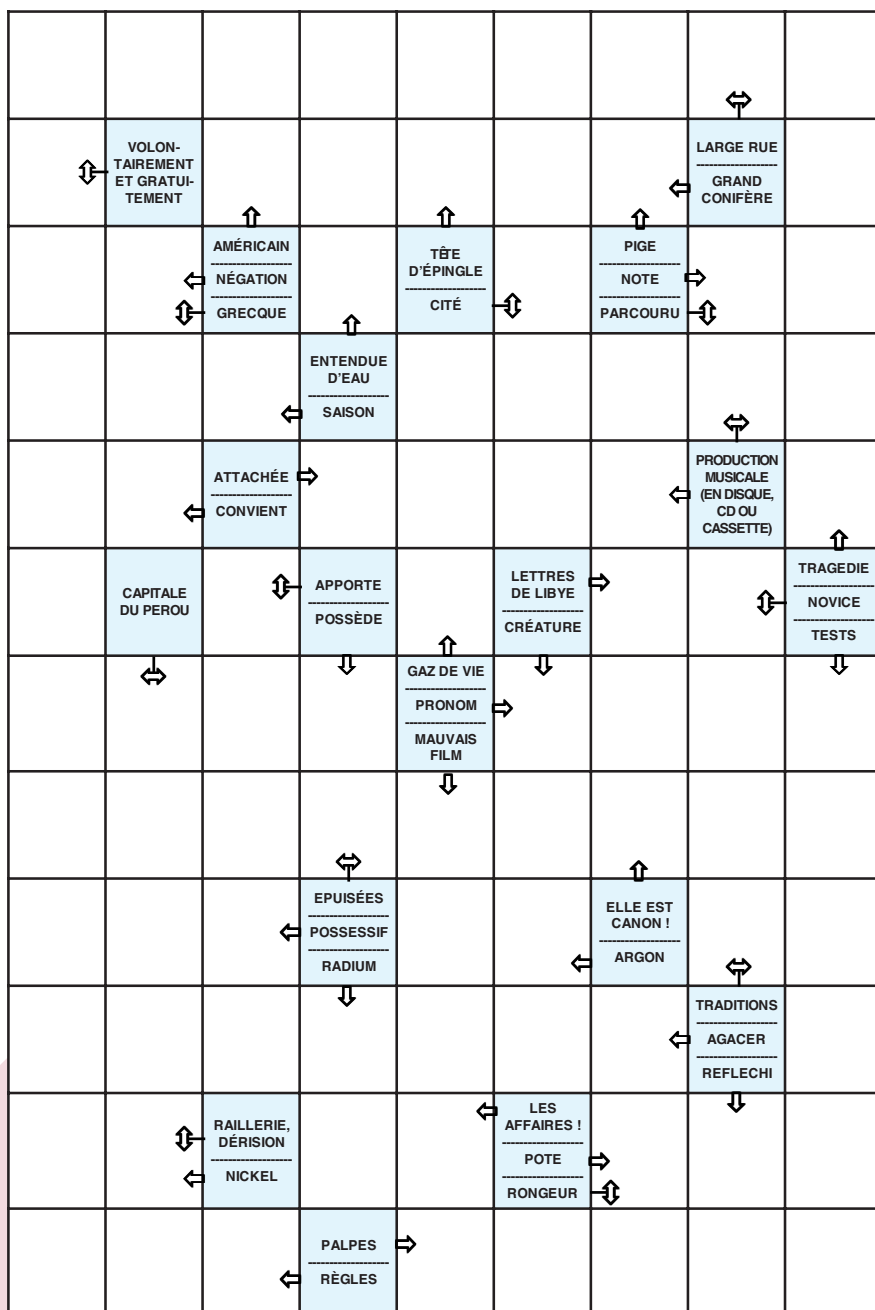 VOLON-
TAIREMENT
ET GRATUI-
TEMENT
LARGE RUE
GRAND
CONIFÈRE
AMÉRICAIN
NÉGATION
GRECQUE
TÊTE
D'ÉPINGLE
CITÉ
PIGE
NOTE
PARCOURU
ENTENDUE
D'EAU
SAISON
ATTACHÉE
CONVIENT
PRODUCTION
MUSICALE
(EN DISQUE,
CD OU
CASSETTE)
CAPITALE
DU PEROU
APPORTE
POSSÈDE
LETTRES
DE LIBYE
CRÉATURE
TRAGEDIE
NOVICE
TESTS
GAZ DE VIE
PRONOM
MAUVAIS
FILM
EPUISÉES
POSSESSIF
RADIUM
ELLE EST
CANON !
ARGON
TRADITIONS
AGACER
REFLECHI
RAILLERIE,
DÉRISION
NICKEL
LES
AFFAIRES !
POTE
RONGEUR
PALPES
RÈGLES